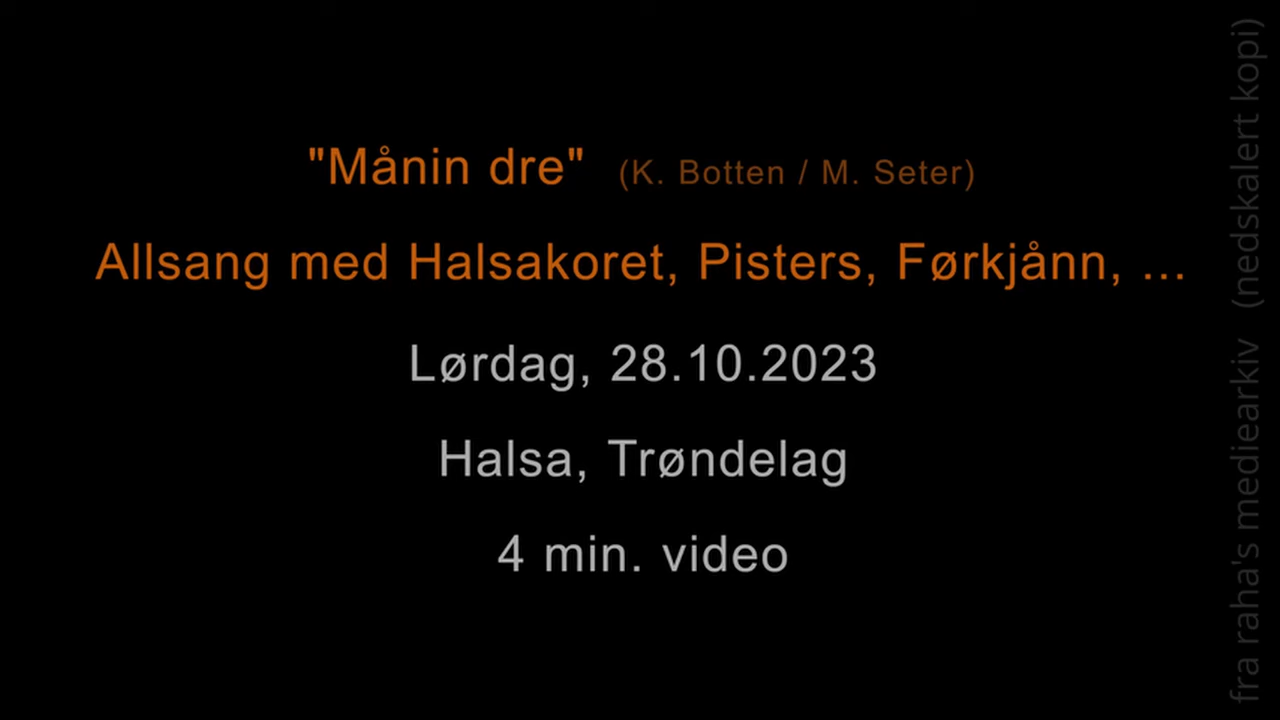 "Månin dre" (K. Botten / M. Seter)
Allsang med Halsakoret, Pisters, Førkjånn, ...
Lørdag, 28.10.2023
Halsa, Trøndelag
4 min. video
fra raha's mediearkiv (nedskalert kopi)